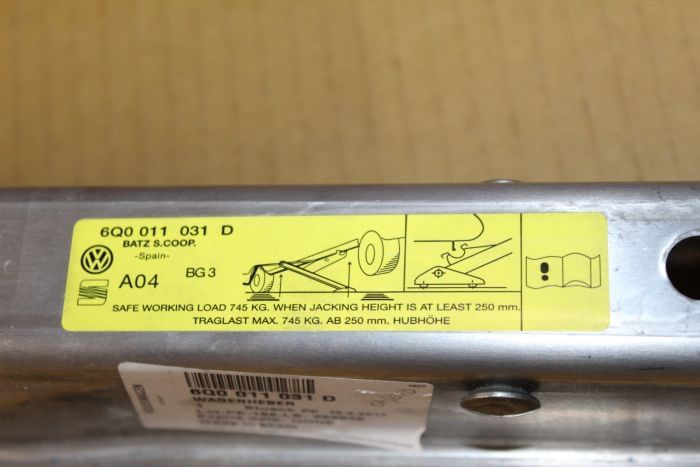 6Q0 011 031 D
BATZ S.COOP.
-Spain-
A04 BG 3
SAFE WORKING LOAD 745 KG. WHEN JACKING HEIGHT IS AT LEAST 250 mm.
TRAGLAST MAX. 745 KG. AB 250 mm. HUBHÖHE
6Q0 011 031 D
WAGENHEBER